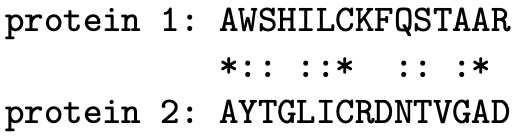 protein 1: AWSHILCKFQSTAAR
           *:: ::*  :: :*
protein 2: AYTGLICRDNTVGAD